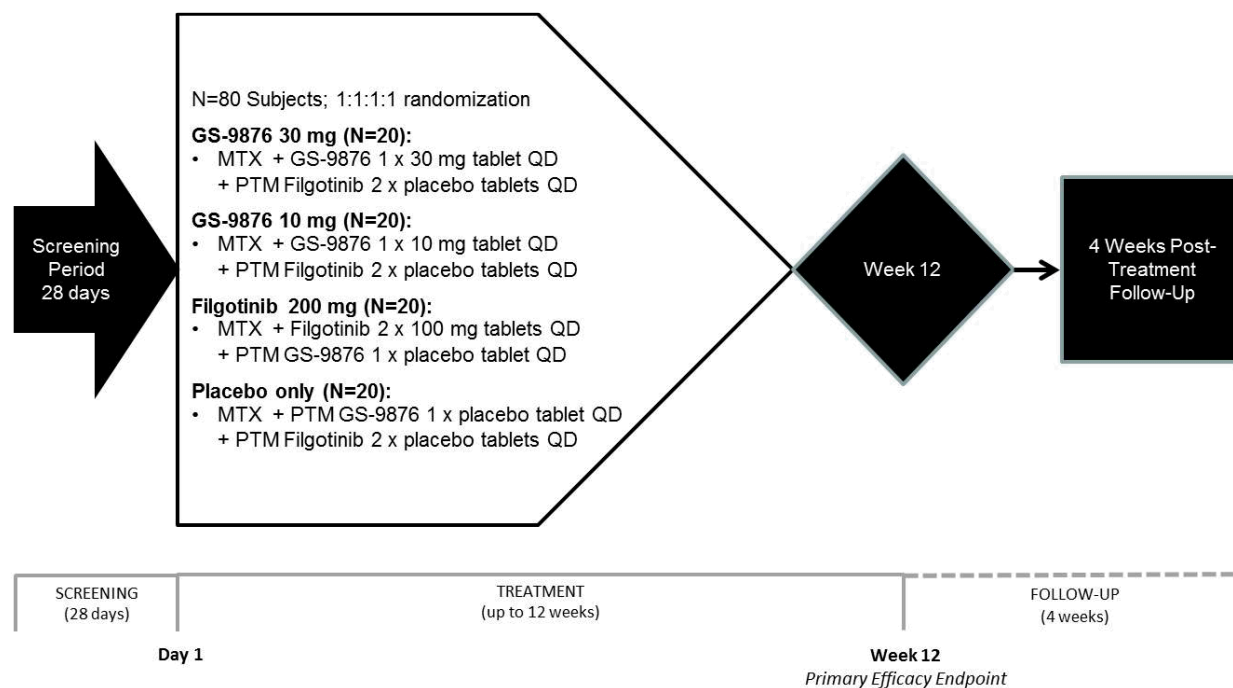 N=80 Subjects; 1:1:1:1 randomization
GS-9876 30 mg (N=20):
• MTX + GS-9876 1 x 30 mg tablet QD
+ PTM Filgotinib 2 x placebo tablets QD
GS-9876 10 mg (N=20):
• MTX + GS-9876 1 x 10 mg tablet QD
+ PTM Filgotinib 2 x placebo tablets QD
Filgotinib 200 mg (N=20):
• MTX + Filgotinib 2 x 100 mg tablets QD
+ PTM GS-9876 1 x placebo tablet QD
Placebo only (N=20):
• MTX + PTM GS-9876 1 x placebo tablet QD
+ PTM Filgotinib 2 x placebo tablets QD
Screening
Period
28 days
Week 12
4 Weeks Post-
Treatment
Follow-Up
SCREENING
(28 days)
TREATMENT
(up to 12 weeks)
FOLLOW-UP
(4 weeks)
Day 1
Week 12
Primary Efficacy Endpoint